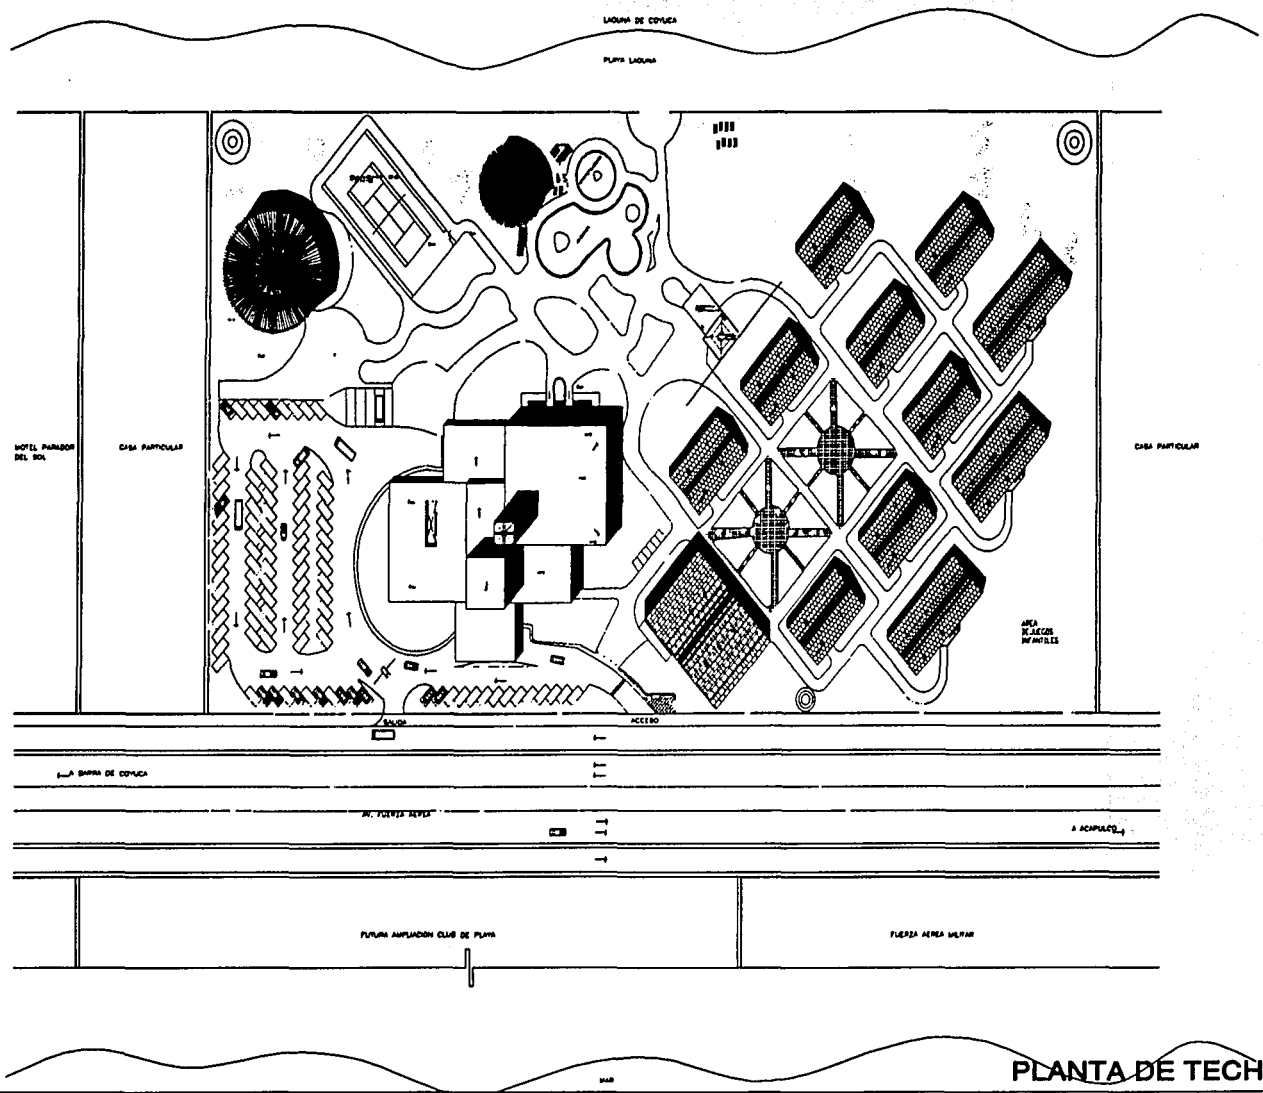 LAGUNA DE COYUCA
PLAYA LAGUNA
MOTEL PARADOR
DEL SOL
CASA PARTICULAR
CASA PARTICULAR
AREA
DE JUEGOS
INFANTILES
SALIDA
ACCESO
A BARRA DE COYUCA
AV. FUERZA AEREA
A ACAPULCO
FUTURA AMPLIACION CLUB DE PLAYA
FUERZA AEREA MILITAR
MAR
PLANTA DE TECH